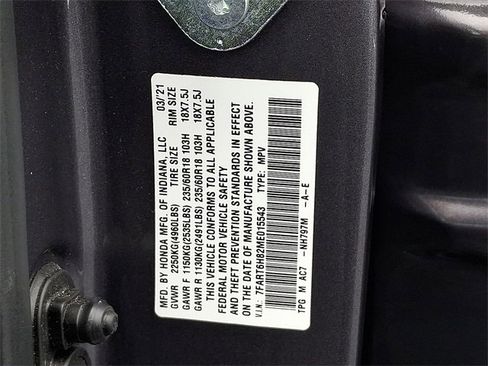 MFD. BY HONDA MFG. OF INDIANA, LLC 03/'21
GVWR 2250KG(4960LBS) TIRE SIZE RIM SIZE
GAWR F 1150KG(2535LBS) 235/60R18 103H 18X7.5J
GAWR R 1130KG(2491LBS) 235/60R18 103H 18X7.5J
THIS VEHICLE CONFORMS TO ALL APPLICABLE
FEDERAL MOTOR VEHICLE SAFETY
AND THEFT PREVENTION STANDARDS IN EFFECT
ON THE DATE OF MANUFACTURE SHOWN ABOVE.
V.I.N.: 7FART6H82ME015543 TYPE: MPV
TPG M AC7 -NH797M -A-E